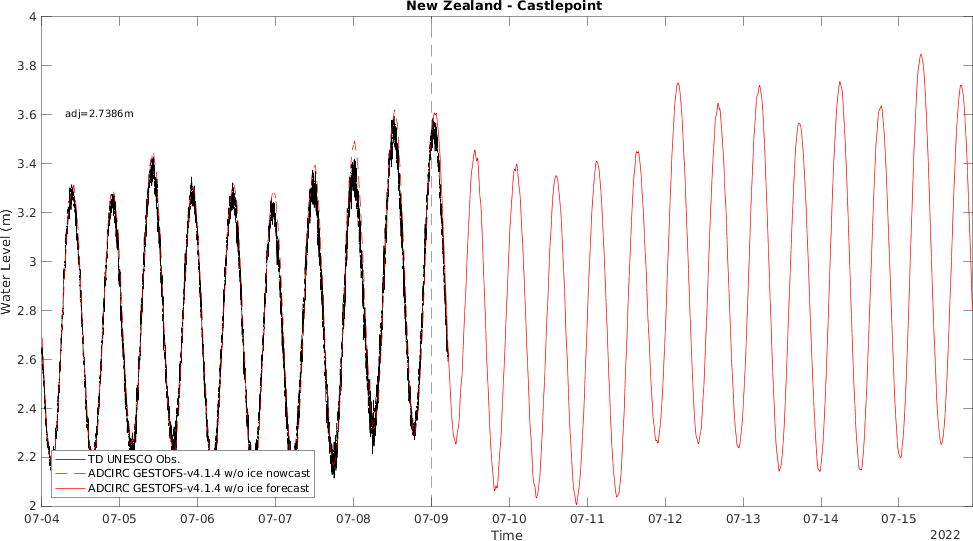 New Zealand - Castlepoint
4
3.8
3.6
3.4
3.2
3
2.8
2.6
2.4
2.2
2
Water Level (m)
adj=2.7386m
TD UNESCO Obs.
ADCIRC GESTOFS-v4.1.4 w/o ice nowcast
ADCIRC GESTOFS-v4.1.4 w/o ice forecast
07-04 07-05 07-06 07-07 07-08 07-09 07-10 07-11 07-12 07-13 07-14 07-15
Time
2022